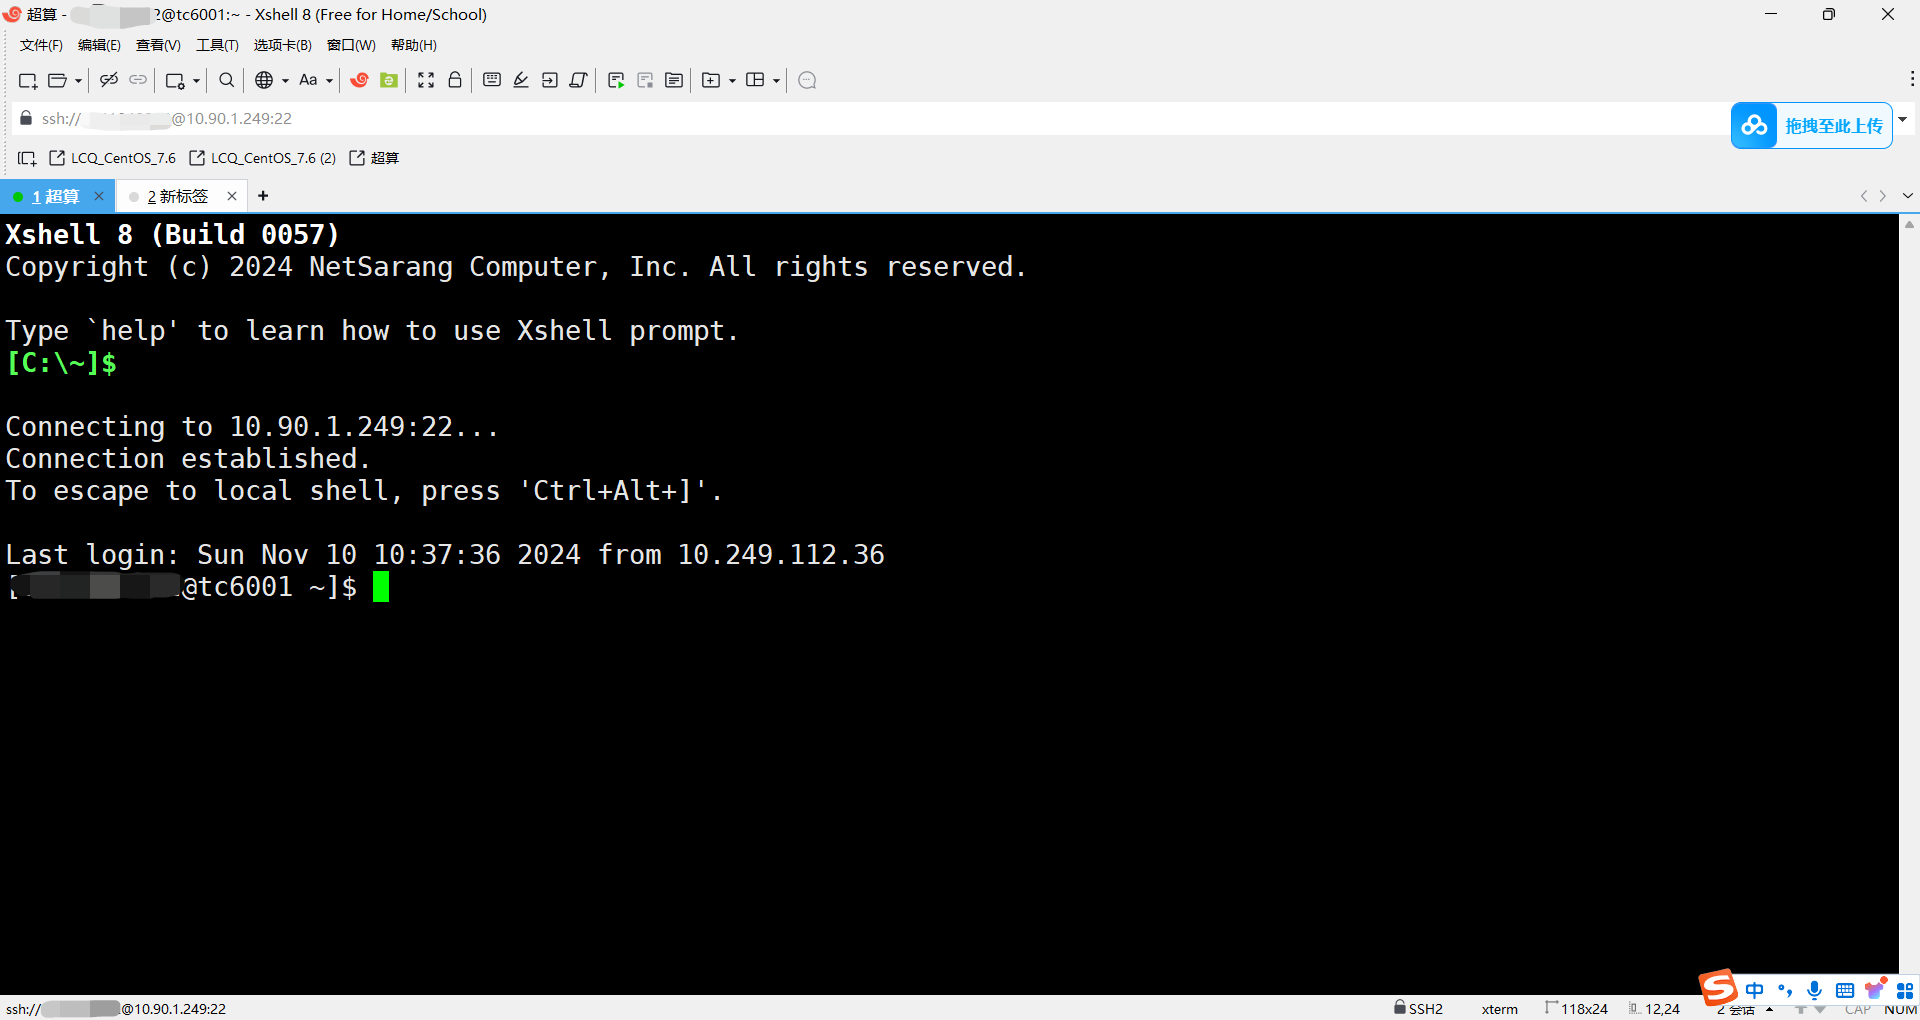 超算 - 2@tc6001:~ - Xshell 8 (Free for Home/School)
文件(F) 编辑(E) 查看(V) 工具(T) 选项卡(B) 窗口(W) 帮助(H)
Aa
ssh:// @10.90.1.249:22
拖拽至此上传
LCQ_CentOS_7.6 LCQ_CentOS_7.6 (2) 超算
1 超算 × 2 新标签 × +
Xshell 8 (Build 0057)
Copyright (c) 2024 NetSarang Computer, Inc. All rights reserved.
Type `help' to learn how to use Xshell prompt.
[C:\~]$
Connecting to 10.90.1.249:22...
Connection established.
To escape to local shell, press 'Ctrl+Alt+]'.
Last login: Sun Nov 10 10:37:36 2024 from 10.249.112.36
[ @tc6001 ~]$
中
ssh:// @10.90.1.249:22 SSH2 xterm 118x24 12,24 2 会话 CAP NUM